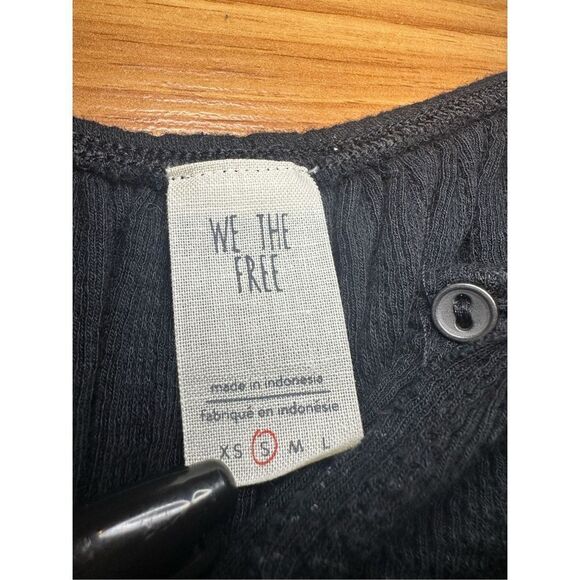 WE THE
FREE
made in indonesia
fabriqué en indonésie
XS S M L